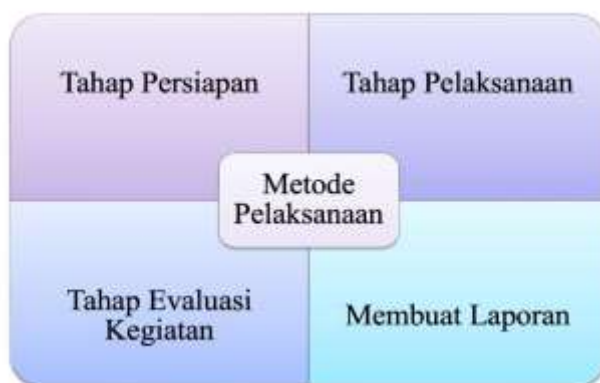 Tahap Persiapan
Tahap Pelaksanaan
Metode
Pelaksanaan
Tahap Evaluasi
Kegiatan
Membuat Laporan